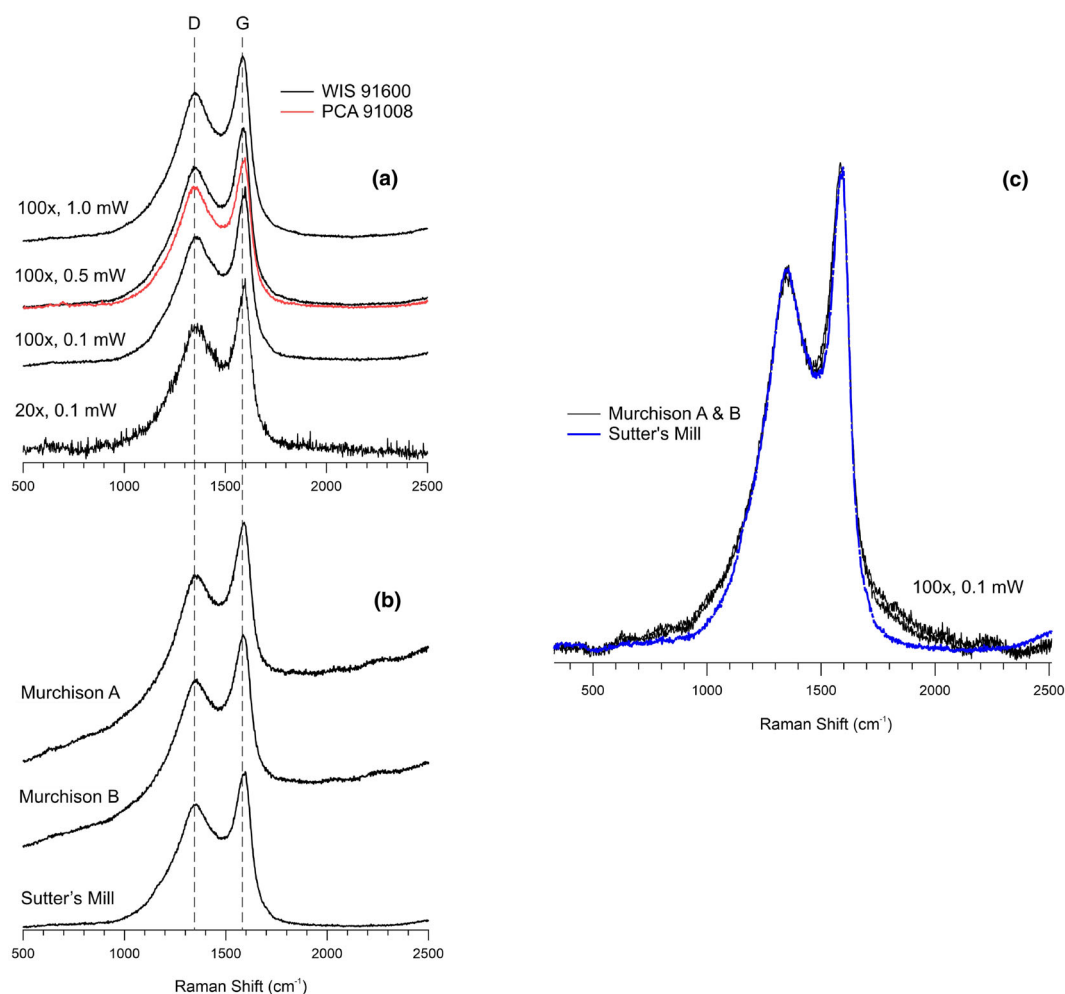 D G
WIS 91600
PCA 91008
(a)
100x, 1.0 mW
100x, 0.5 mW
100x, 0.1 mW
20x, 0.1 mW
500 1000 1500 2000 2500
(b)
Murchison A
Murchison B
Sutter's Mill
500 1000 1500 2000 2500
Raman Shift (cm-1)
(c)
Murchison A & B
Sutter's Mill
100x, 0.1 mW
500 1000 1500 2000 2500
Raman Shift (cm-1)